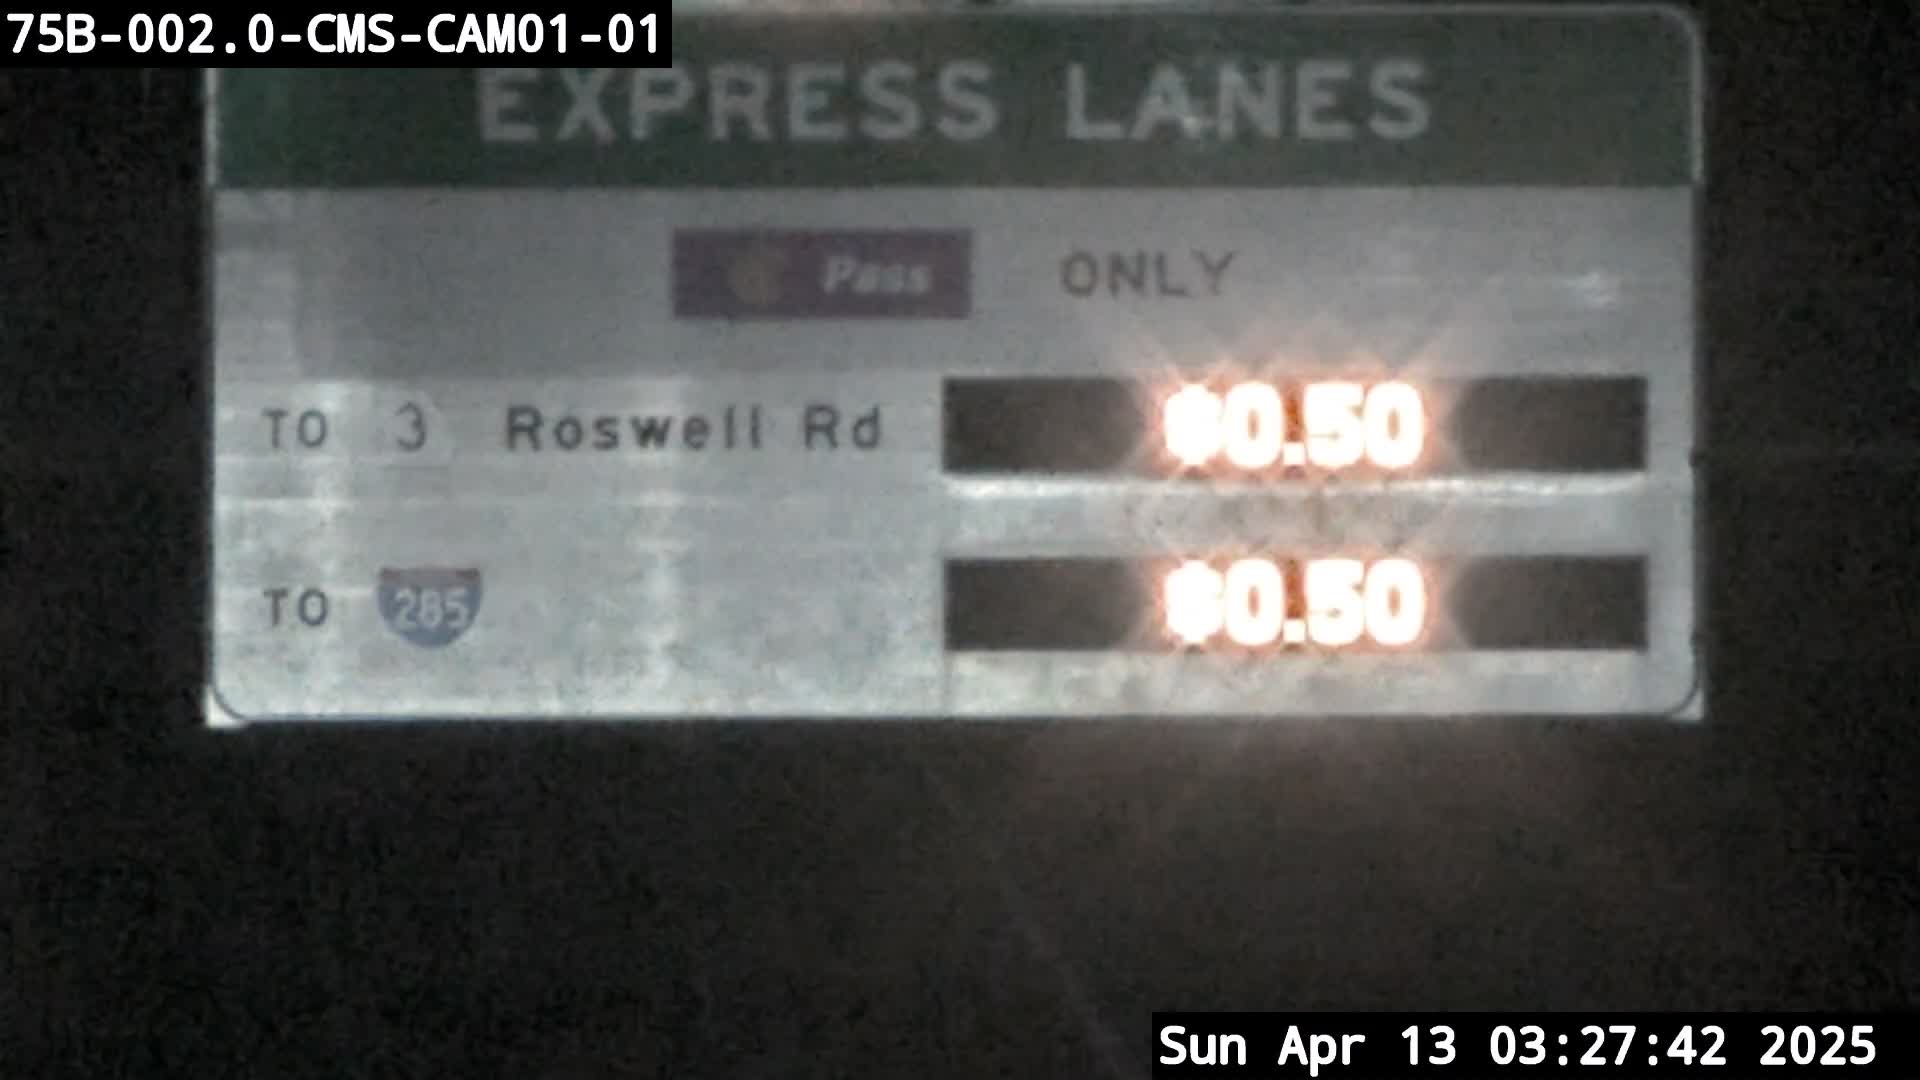 75B-002.0-CMS-CAM01-01
EXPRESS LANES
Pass ONLY
TO 3 Roswell Rd $0.50
TO 285 $0.50
Sun Apr 13 03:27:42 2025